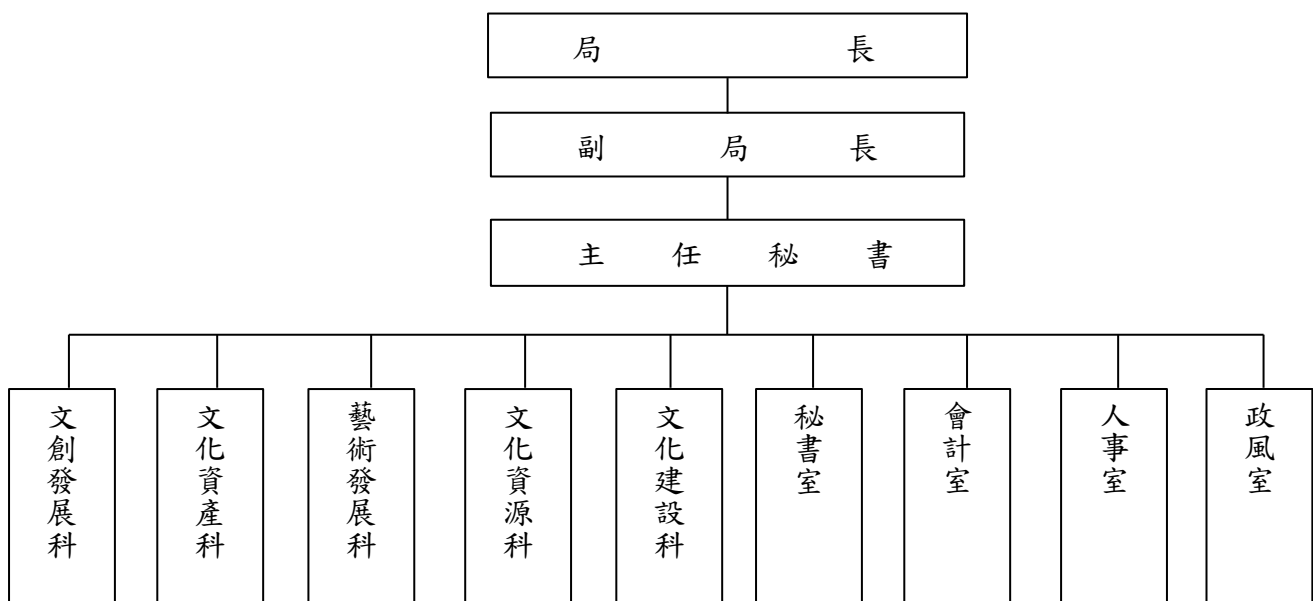 局長
副局長
主任秘書
文創發展科
文化資產科
藝術發展科
文化資源科
文化建設科
秘書室
會計室
人事室
政風室